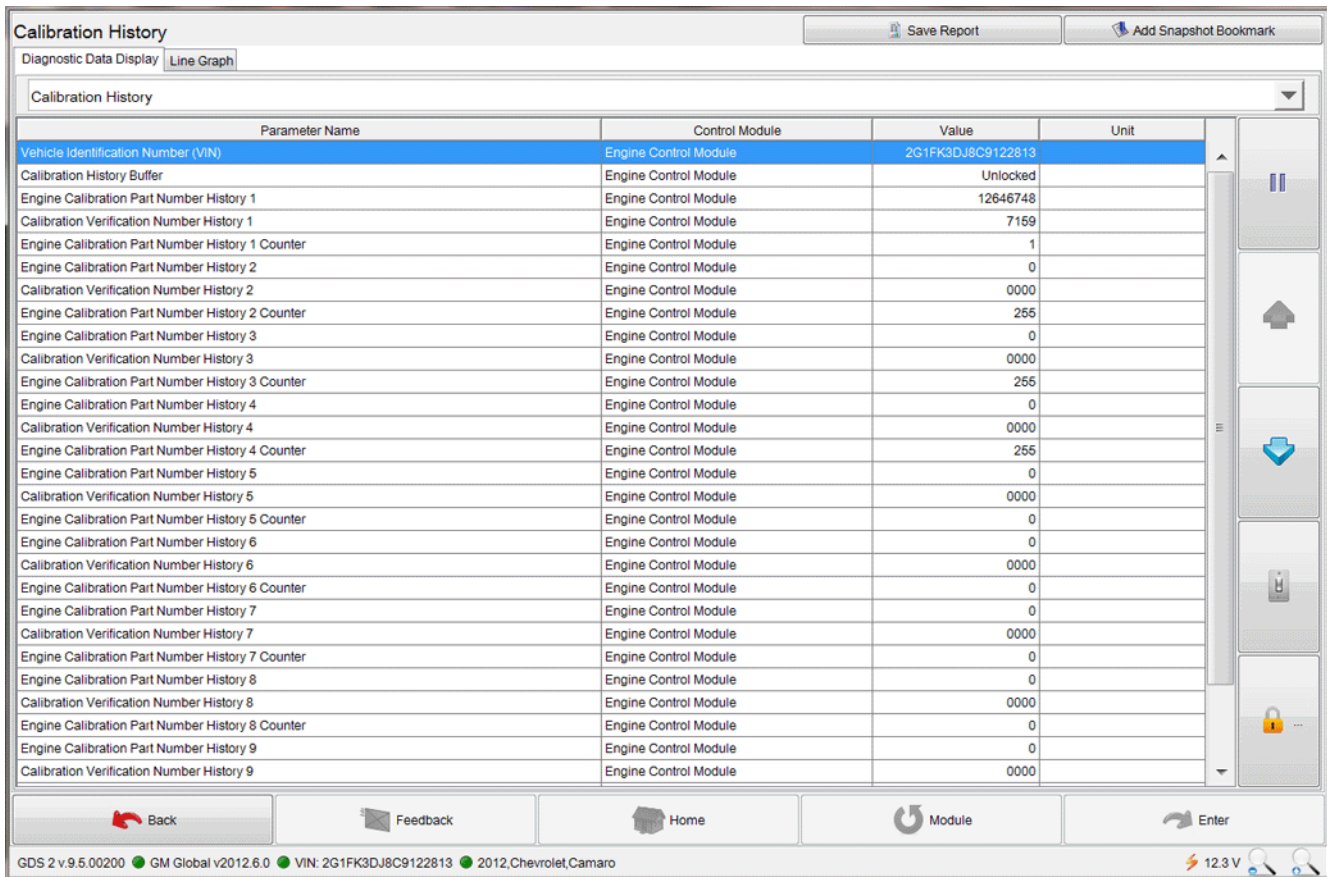 Calibration History
Save Report
Add Snapshot Bookmark
Diagnostic Data Display Line Graph
Calibration History
Parameter Name Control Module Value Unit
Vehicle Identification Number (VIN) Engine Control Module 2G1FK3DJ8C9122813
Calibration History Buffer Engine Control Module Unlocked
Engine Calibration Part Number History 1 Engine Control Module 12646748
Calibration Verification Number History 1 Engine Control Module 7159
Engine Calibration Part Number History 1 Counter Engine Control Module 1
Engine Calibration Part Number History 2 Engine Control Module 0
Calibration Verification Number History 2 Engine Control Module 0000
Engine Calibration Part Number History 2 Counter Engine Control Module 255
Engine Calibration Part Number History 3 Engine Control Module 0
Calibration Verification Number History 3 Engine Control Module 0000
Engine Calibration Part Number History 3 Counter Engine Control Module 255
Engine Calibration Part Number History 4 Engine Control Module 0
Calibration Verification Number History 4 Engine Control Module 0000
Engine Calibration Part Number History 4 Counter Engine Control Module 255
Engine Calibration Part Number History 5 Engine Control Module 0
Calibration Verification Number History 5 Engine Control Module 0000
Engine Calibration Part Number History 5 Counter Engine Control Module 0
Engine Calibration Part Number History 6 Engine Control Module 0
Calibration Verification Number History 6 Engine Control Module 0000
Engine Calibration Part Number History 6 Counter Engine Control Module 0
Engine Calibration Part Number History 7 Engine Control Module 0
Calibration Verification Number History 7 Engine Control Module 0000
Engine Calibration Part Number History 7 Counter Engine Control Module 0
Engine Calibration Part Number History 8 Engine Control Module 0
Calibration Verification Number History 8 Engine Control Module 0000
Engine Calibration Part Number History 8 Counter Engine Control Module 0
Engine Calibration Part Number History 9 Engine Control Module 0
Calibration Verification Number History 9 Engine Control Module 0000
...
Back Feedback Home Module Enter
GDS 2 v.9.5.00200 GM Global v2012.6.0 VIN: 2G1FK3DJ8C9122813 2012,Chevrolet,Camaro 12.3 V